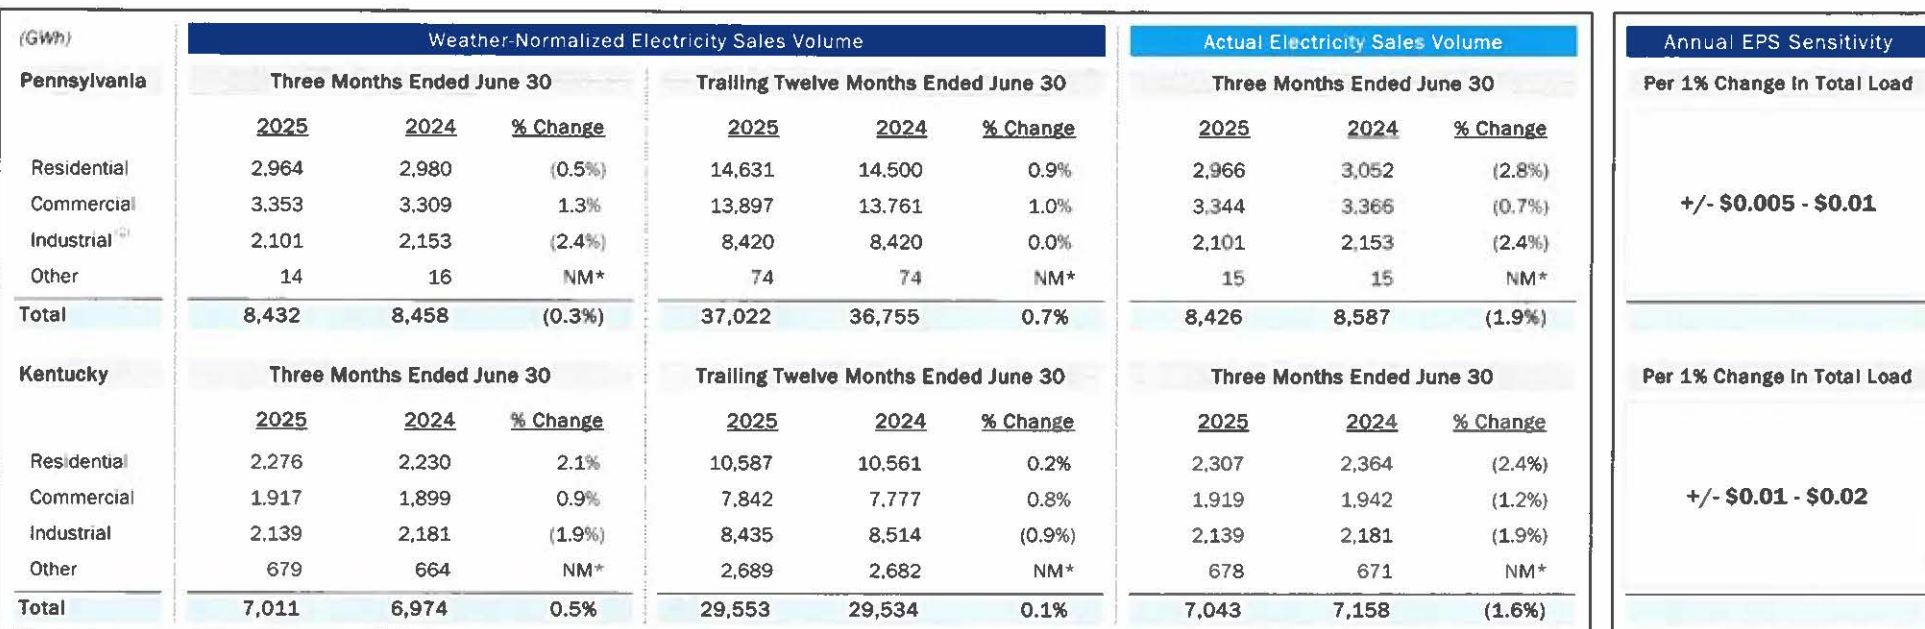 (GWh) Weather-Normalized Electricity Sales Volume Actual Electricity Sales Volume Annual EPS Sensitivity
Pennsylvania Three Months Ended June 30 Trailing Twelve Months Ended June 30 Three Months Ended June 30 Per 1% Change In Total Load
2025 2024 % Change 2025 2024 % Change 2025 2024 % Change
Residential 2,964 2,980 (0.5%) 14,631 14.500 0.9% 2,966 3,052 (2.8%)
Commercial 3,353 3,309 1.3% 13,897 13.761 1.0% 3,344 3,366 (0.7%) +/- $0.005 - $0.01
Industrial(2) 2,101 2,153 (2.4%) 8,420 8,420 0.0% 2,101 2,153 (2.4%)
Other 14 16 NM* 74 74 NM* 15 15 NM*
Total 8,432 8,458 (0.3%) 37,022 36,755 0.7% 8,426 8,587 (1.9%)
Kentucky Three Months Ended June 30 Trailing Twelve Months Ended June 30 Three Months Ended June 30 Per 1% Change In Total Load
2025 2024 % Change 2025 2024 % Change 2025 2024 % Change
Residential 2,276 2,230 2.1% 10,587 10,561 0.2% 2,307 2,364 (2.4%)
Commercial 1.917 1,899 0.9% 7,842 7,777 0.8% 1,919 1,942 (1.2%) +/- $0.01 - $0.02
Industrial 2,139 2,181 (1.9%) 8,435 8,514 (0.9%) 2,139 2,181 (1.9%)
Other 679 664 NM* 2,689 2,682 NM* 678 671 NM*
Total 7,011 6,974 0.5% 29,553 29,534 0.1% 7,043 7,158 (1.6%)